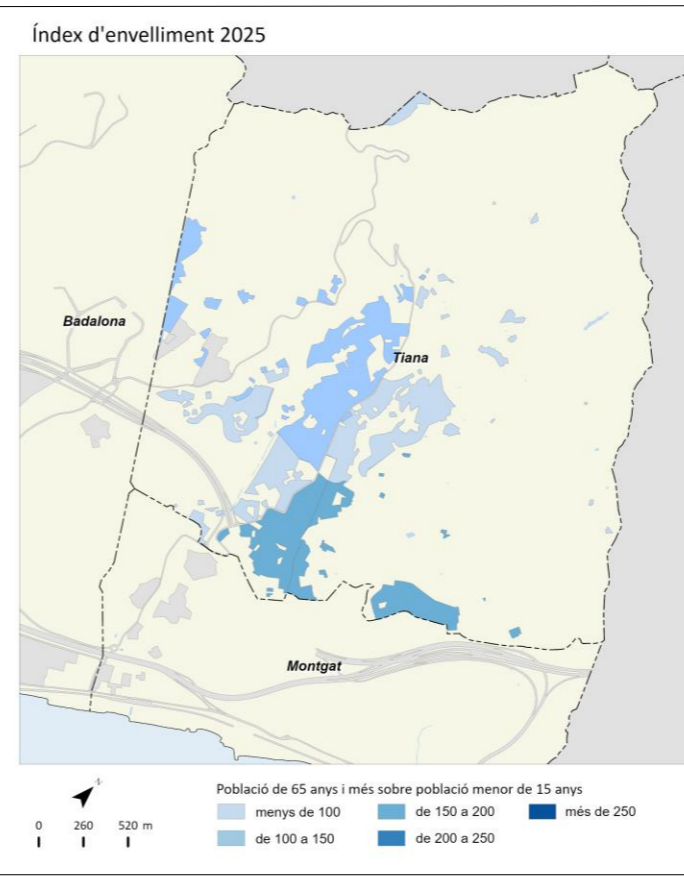 Índex d'envelliment 2025
Badalona
Tiana
Montgat
N
0 260 520 m
Població de 65 anys i més sobre població menor de 15 anys
menys de 100
de 150 a 200
més de 250
de 100 a 150
de 200 a 250